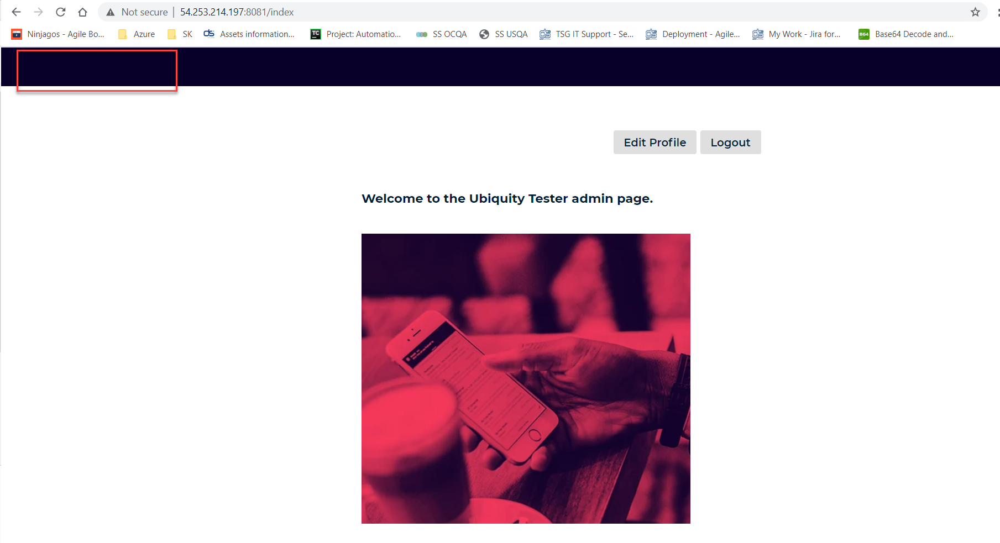 Not secure | 54.253.214.197:8081/index
Ninjagos - Agile Bo... Azure SK Assets information... TC Project: Automatio... SS OCQA SS USQA TSG IT Support - Se... Deployment - Agile... My Work - Jira for... B64 Base64 Decode and...
Edit Profile Logout
Welcome to the Ubiquity Tester admin page.